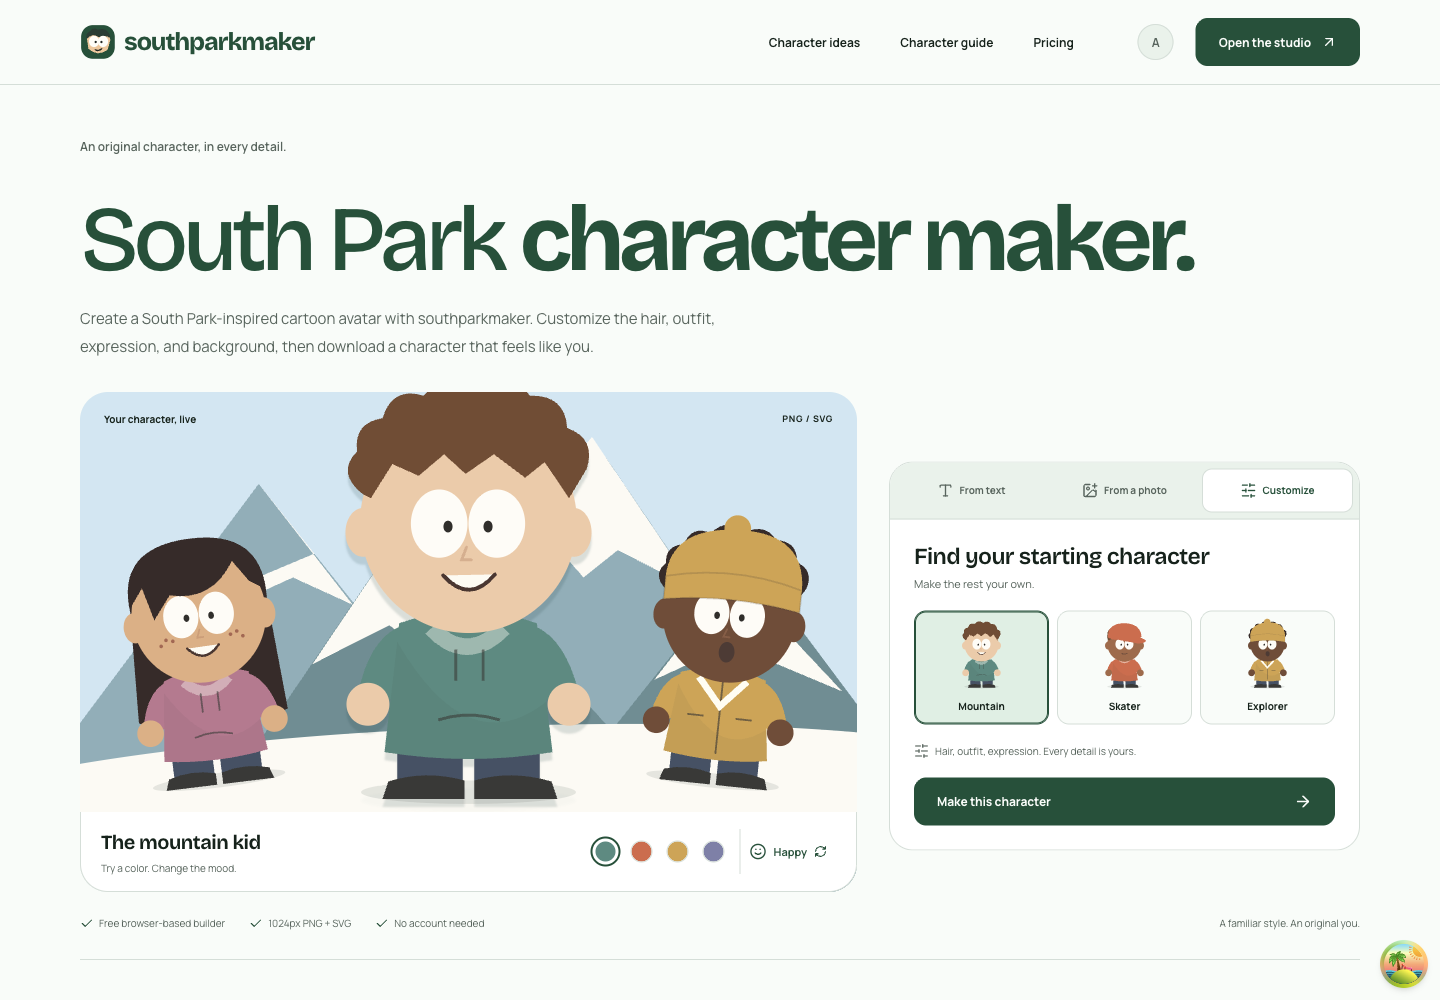 southparkmaker
Character ideas
Character guide
Pricing
A
Open the studio
An original character, in every detail.
South Park character maker.
Create a South Park-inspired cartoon avatar with southparkmaker. Customize the hair, outfit,
expression, and background, then download a character that feels like you.
Your character, live
PNG / SVG
The mountain kid
Try a color. Change the mood.
Happy
From text
From a photo
Customize
Find your starting character
Make the rest your own.
Mountain
Skater
Explorer
Hair, outfit, expression. Every detail is yours.
Make this character
Free browser-based builder
1024px PNG + SVG
No account needed
A familiar style. An original you.